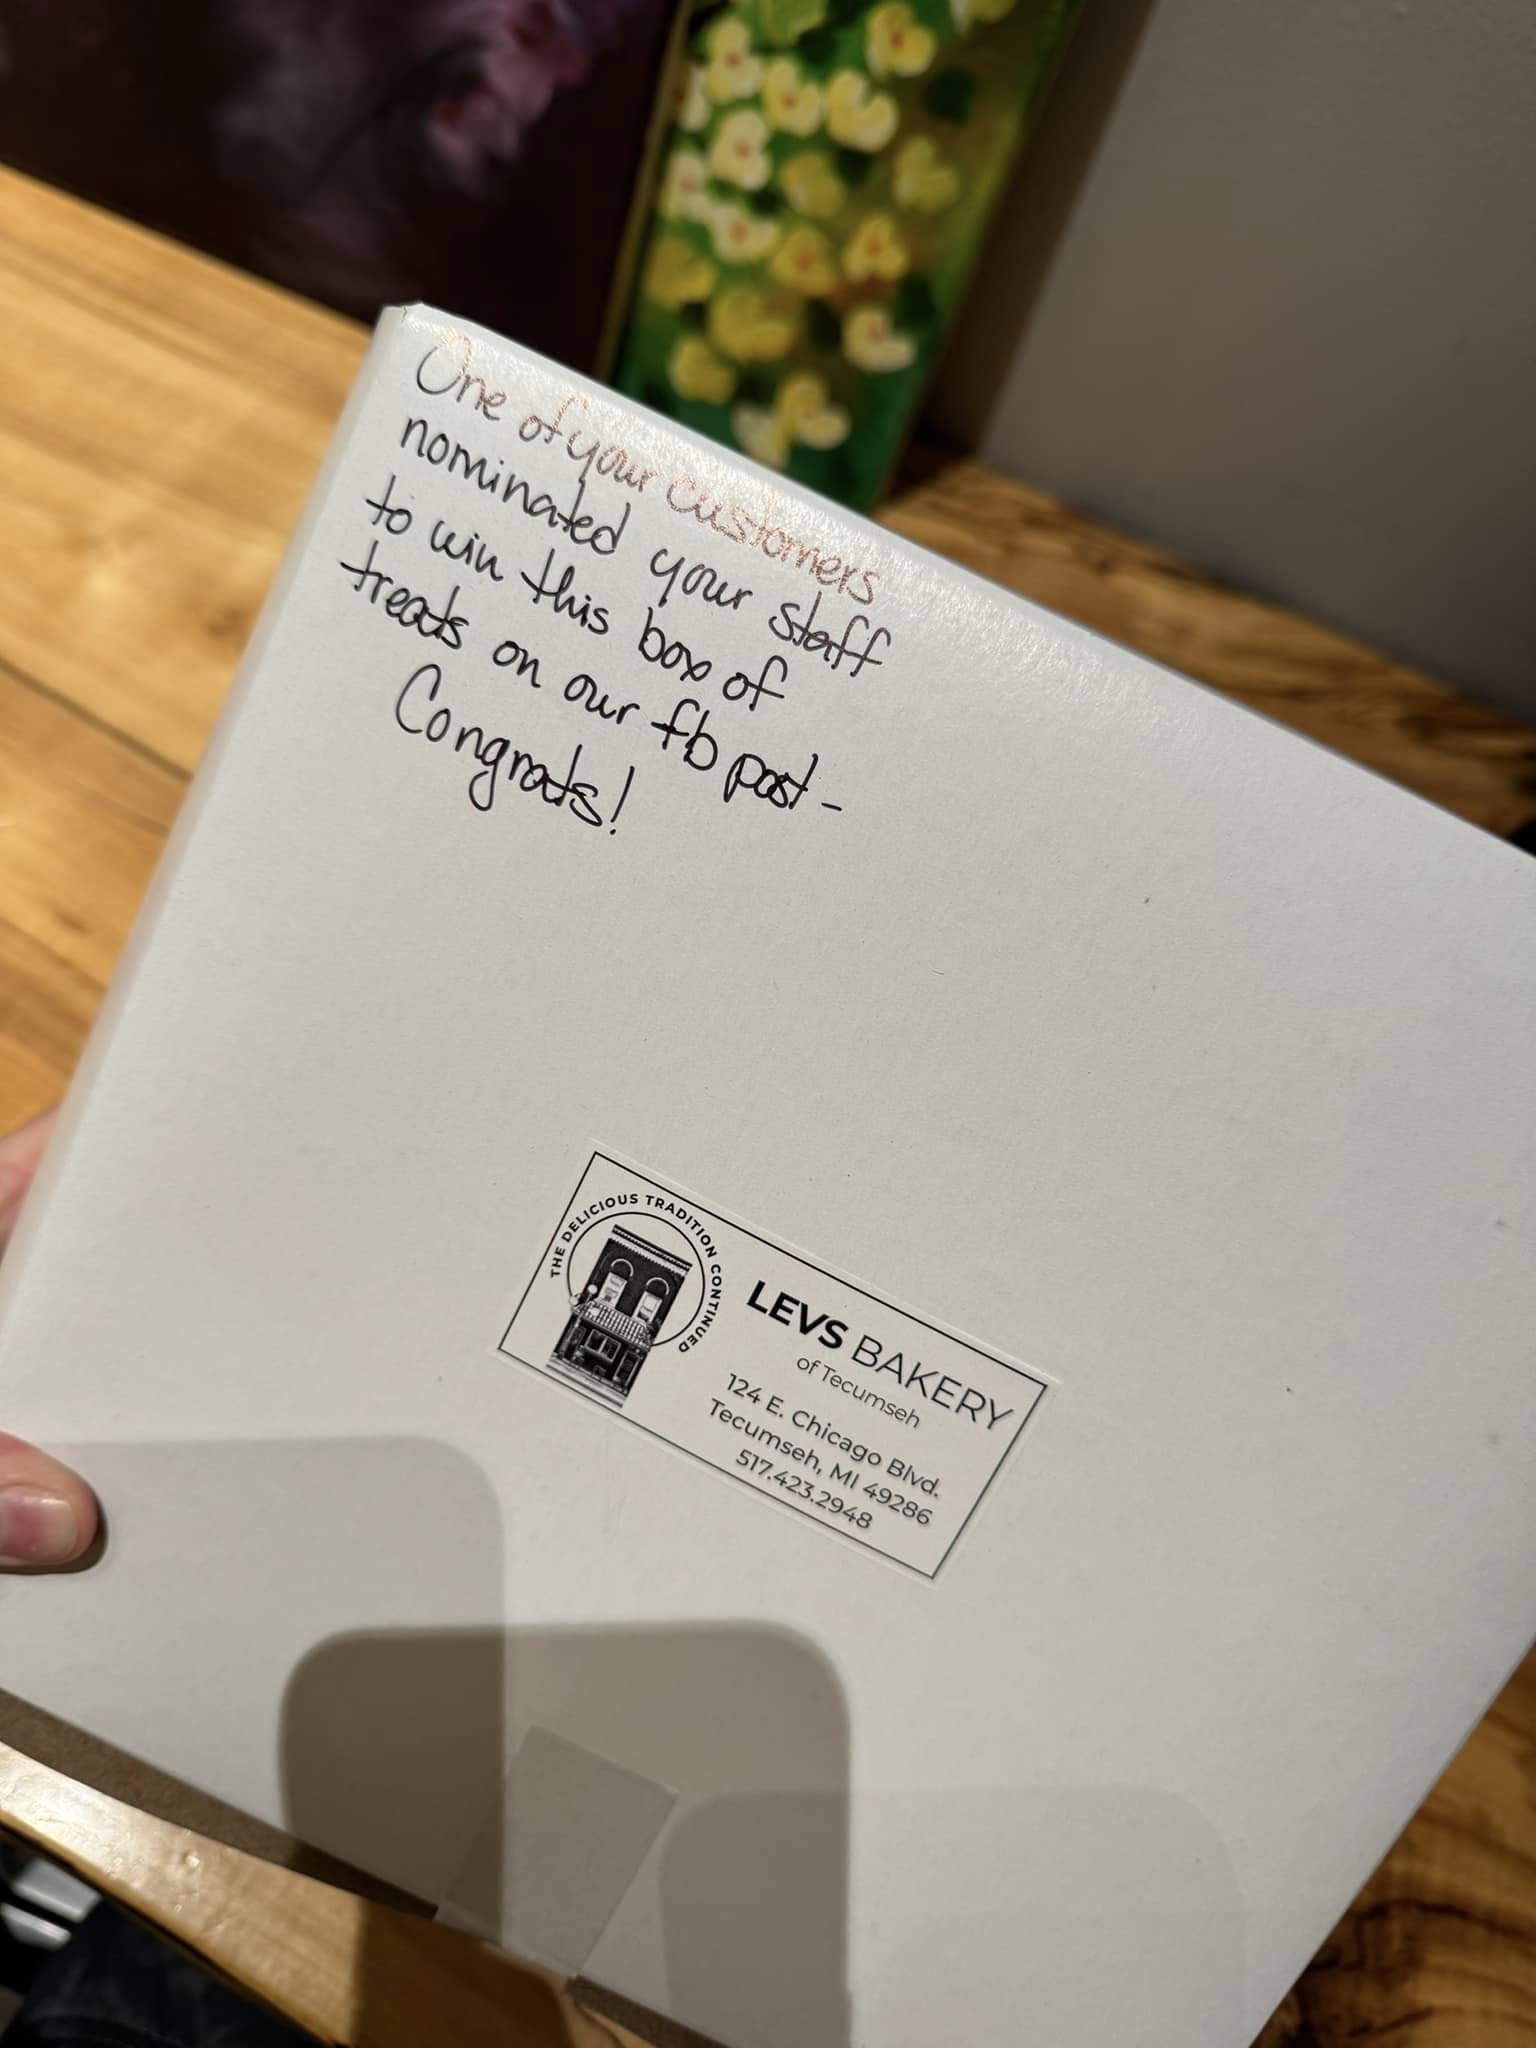 One of your customers
nominated your staff
to win this box of
treats on our fb post-
Congrats!
THE DELICIOUS TRADITION CONTINUED
LEVS BAKERY
of Tecumseh
124 E. Chicago Blvd.
Tecumseh, MI 49286
517.423.2948